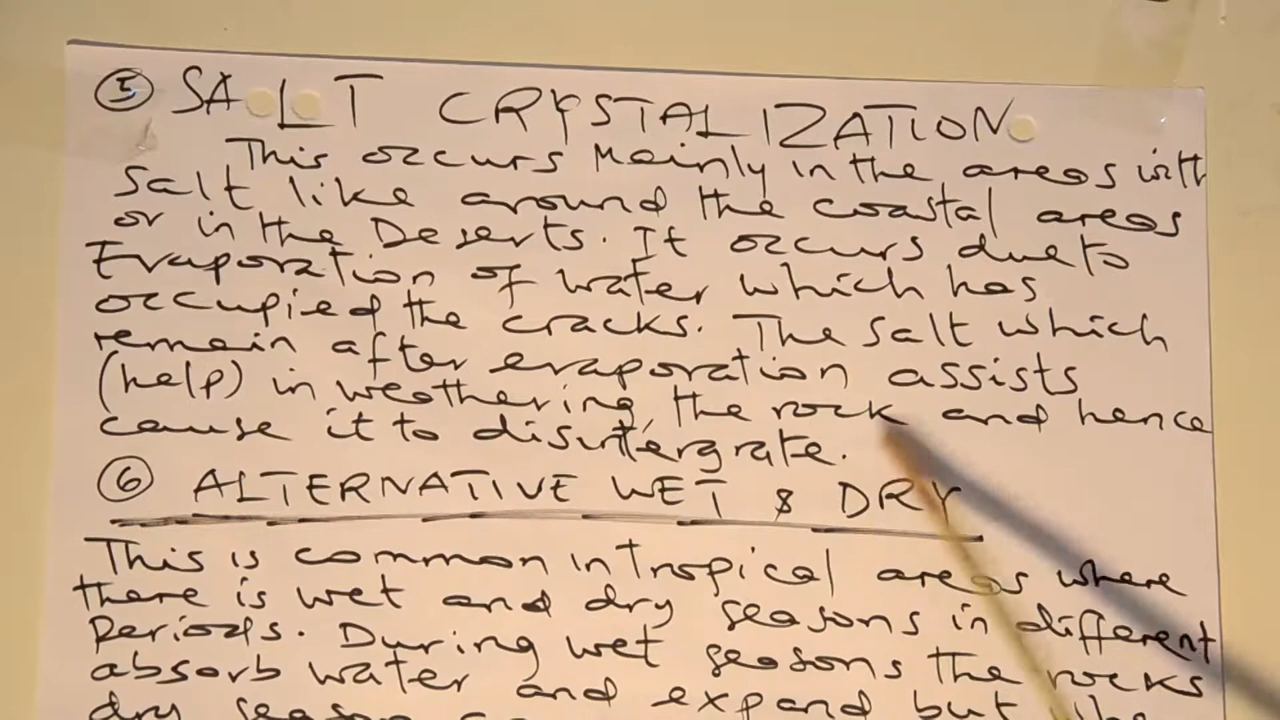 ⑤ SALT CRYSTALIZATION
This occurs Mainly in the areas with
Salt like around the coastal areas
or in the Deserts. It occurs due to
Evaporation of water which has
occupied the cracks. The salt which
remain after evaporation assists
(help) in weathering the rock and hence
cause it to disintergrate.
⑥ ALTERNATIVE WET & DRY
This is common in Tropical areas where
there is wet and dry seasons in different
Periods. During wet seasons the rocks
absorb water and expand but
dry season